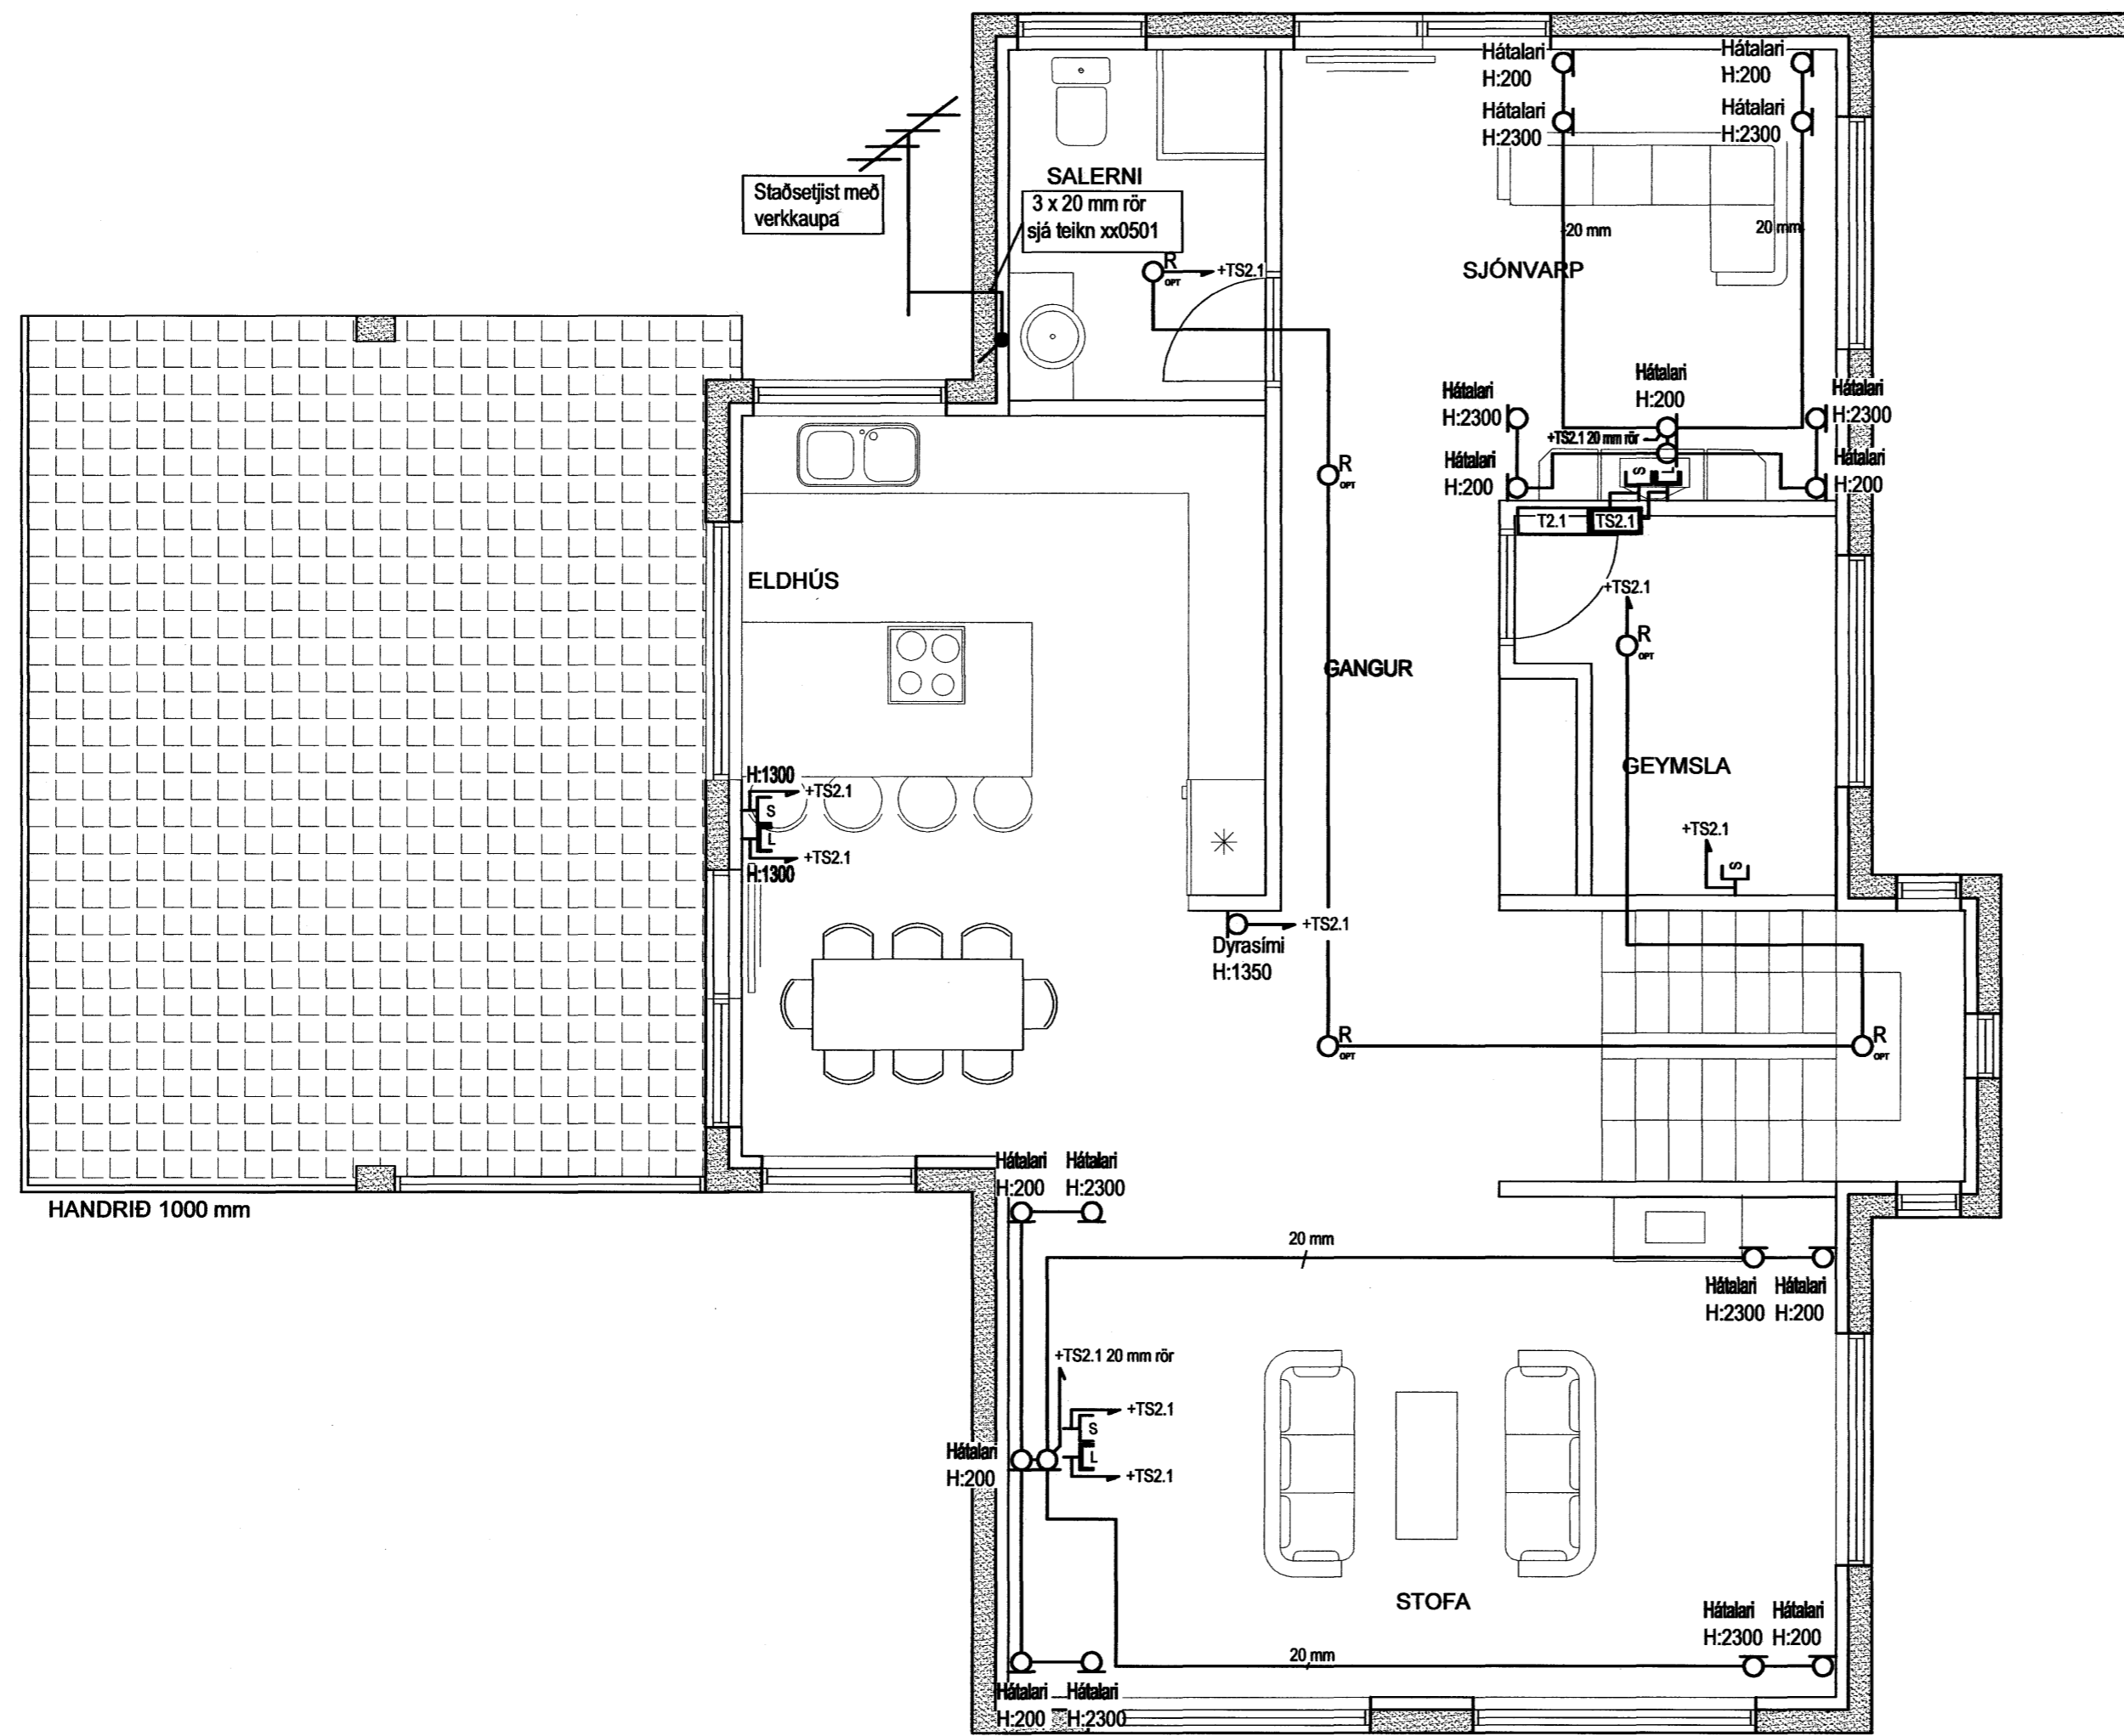 Hátalari
H:200
Hátalari
H:2300
Hátalari
H:200
Hátalari
H:2300
Staðsetjist með
verkkaupa
SALERNI
3 x 20 mm rör
sjá teikn xx0501
R
OPT
+TS2.1
20 mm
20 mm
SJÓNVARP
Hátalari
H:2300
Hátalari
H:200
Hátalari
H:2300
+TS2.1 20 mm rör
Hátalari
H:200
Hátalari
H:200
S
L
R
OPT
T2.1
TS2.1
ELDHÚS
+TS2.1
R
OPT
GANGUR
GEYMSLA
H:1300
+TS2.1
S
L
+TS2.1
H:1300
+TS2.1
S
+TS2.1
Dyrasími
H:1350
R
OPT
R
OPT
HANDRIÐ 1000 mm
Hátalari
H:200
Hátalari
H:2300
20 mm
Hátalari
H:2300
Hátalari
H:200
+TS2.1 20 mm rör
+TS2.1
S
L
+TS2.1
Hátalari
H:200
STOFA
Hátalari
H:2300
Hátalari
H:200
20 mm
Hátalari
H:200
Hátalari
H:2300